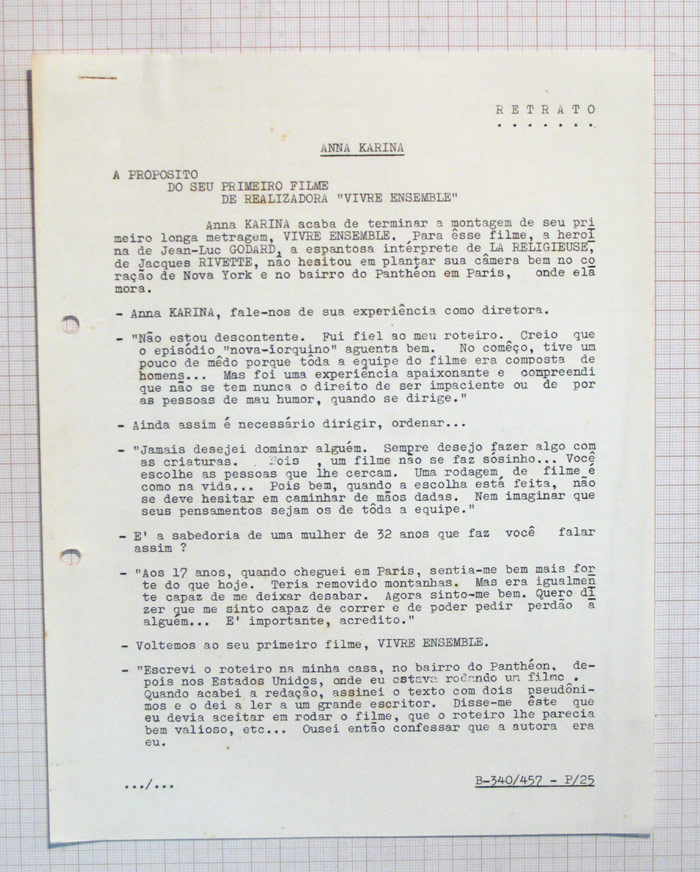 R E T R A T O
. . . . . . .
ANNA KARINA
A PROPOSITO
DO SEU PRIMEIRO FILME
DE REALIZADORA "VIVRE ENSEMBLE"
Anna KARINA acaba de terminar a montagem de seu pri
meiro longa metragem, VIVRE ENSEMBLE. Para êsse filme, a heroí
na de Jean-Luc GODARD, a espantosa intérprete de LA RELIGIEUSE,
de Jacques RIVETTE, não hesitou em plantar sua câmera bem no co
ração de Nova York e no bairro do Panthéon em Paris, onde ela
mora.
- Anna KARINA, fale-nos de sua experiência como diretora.
- "Não estou descontente. Fui fiel ao meu roteiro. Creio que
o episódio "nova-iorquino" aguenta bem. No comêço, tive um
pouco de mêdo porque tôda a equipe do filme era composta de
homens... Mas foi uma experiência apaixonante e compreendi
que não se tem nunca o direito de ser impaciente ou de por
as pessoas de mau humor, quando se dirige."
- Ainda assim é necessário dirigir, ordenar...
- "Jamais desejei dominar alguém. Sempre desejo fazer algo com
as criaturas. Pois , um filme não se faz sòsinho... Você
escolhe as pessoas que lhe cercam. Uma rodagem de filme é
como na vida... Pois bem, quando a escolha está feita, não
se deve hesitar em caminhar de mãos dadas. Nem imaginar que
seus pensamentos sejam os de tôda a equipe."
- E' a sabedoria de uma mulher de 32 anos que faz você falar
assim ?
- "Aos 17 anos, quando cheguei em Paris, sentia-me bem mais for
te do que hoje. Teria removido montanhas. Mas era igualmen
te capaz de me deixar desabar. Agora sinto-me bem. Quero di
zer que me sinto capaz de correr e de poder pedir perdão a
alguém... E' importante, acredito."
- Voltemos ao seu primeiro filme, VIVRE ENSEMBLE.
- "Escrevi o roteiro na minha casa, no bairro do Panthéon, de-
pois nos Estados Unidos, onde eu estava rodando um filme .
Quando acabei a redação, assinei o texto com dois pseudôni-
mos e o dei a ler a um grande escritor. Disse-me êste que
eu devia aceitar em rodar o filme, que o roteiro lhe parecia
bem valioso, etc... Ousei então confessar que a autora era
eu.
.../...
B-340/457 - P/25